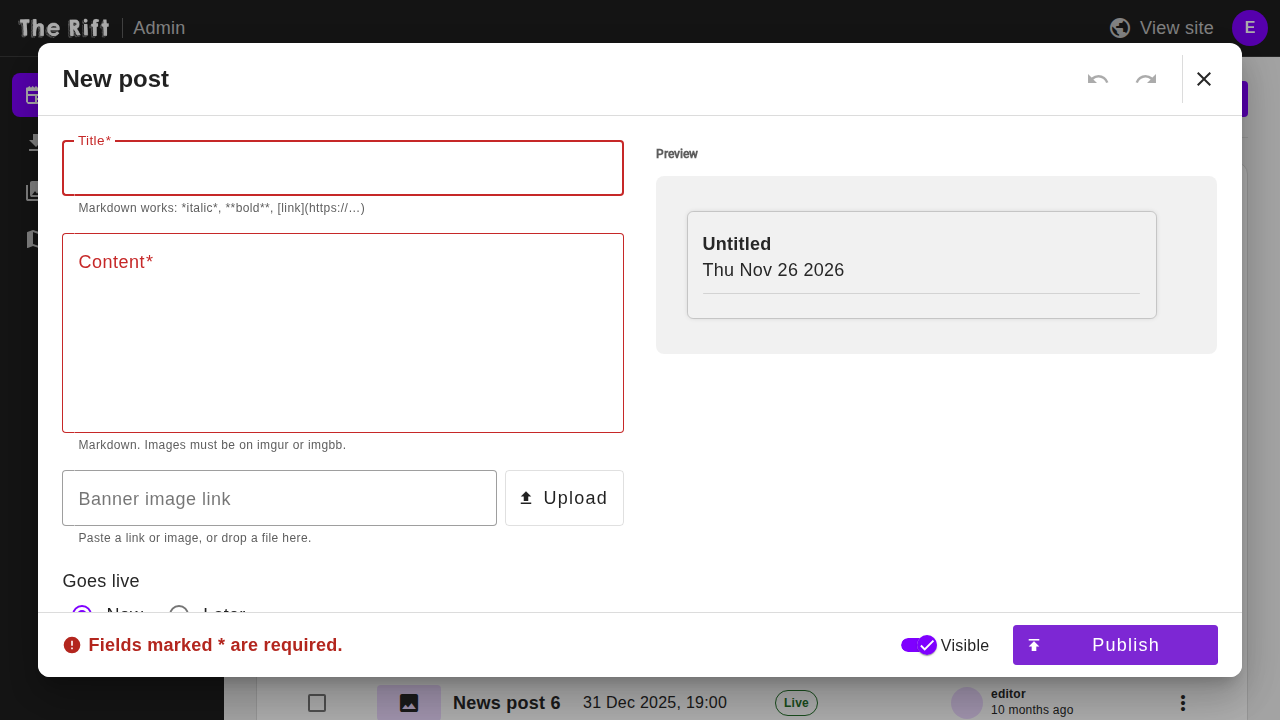 The Rift Admin
View site E
New post
Title*
Markdown works: *italic*, **bold**, [link](https://…)
Content*
Markdown. Images must be on imgur or imgbb.
Banner image link
Upload
Paste a link or image, or drop a file here.
Goes live
Now Later
Preview
Untitled
Thu Nov 26 2026
Fields marked * are required.
Visible
Publish
News post 6 31 Dec 2025, 19:00 Live editor
10 months ago